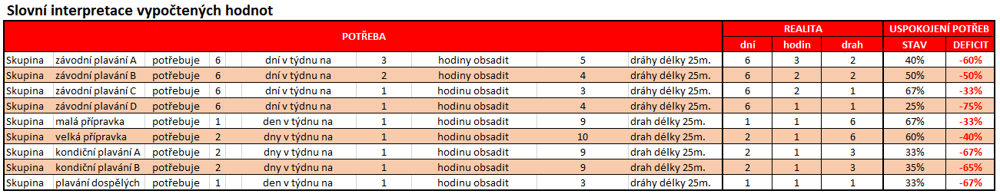 Slovní interpretace vypočtených hodnot
POTŘEBA REALITA USPOKOJENÍ POTŘEB
dní hodin drah STAV DEFICIT
Skupina závodní plavání A potřebuje 6 dní v týdnu na 3 hodiny obsadit 5 dráhy délky 25m. 6 3 2 40% -60%
Skupina závodní plavání B potřebuje 6 dní v týdnu na 2 hodiny obsadit 4 dráhy délky 25m. 6 2 2 50% -50%
Skupina závodní plavání C potřebuje 6 dní v týdnu na 1 hodinu obsadit 3 dráhy délky 25m. 6 2 1 67% -33%
Skupina závodní plavání D potřebuje 6 dní v týdnu na 1 hodinu obsadit 4 dráhy délky 25m. 6 1 1 25% -75%
Skupina malá přípravka potřebuje 1 den v týdnu na 1 hodinu obsadit 9 drah délky 25m. 1 1 6 67% -33%
Skupina velká přípravka potřebuje 2 dny v týdnu na 1 hodinu obsadit 10 drah délky 25m. 2 1 6 60% -40%
Skupina kondiční plavání A potřebuje 2 dny v týdnu na 1 hodinu obsadit 9 drah délky 25m. 2 1 3 33% -67%
Skupina kondiční plavání B potřebuje 2 dny v týdnu na 1 hodinu obsadit 9 drah délky 25m. 2 1 3 35% -65%
Skupina plavání dospělých potřebuje 1 den v týdnu na 1 hodinu obsadit 3 dráhy délky 25m. 1 1 1 33% -67%